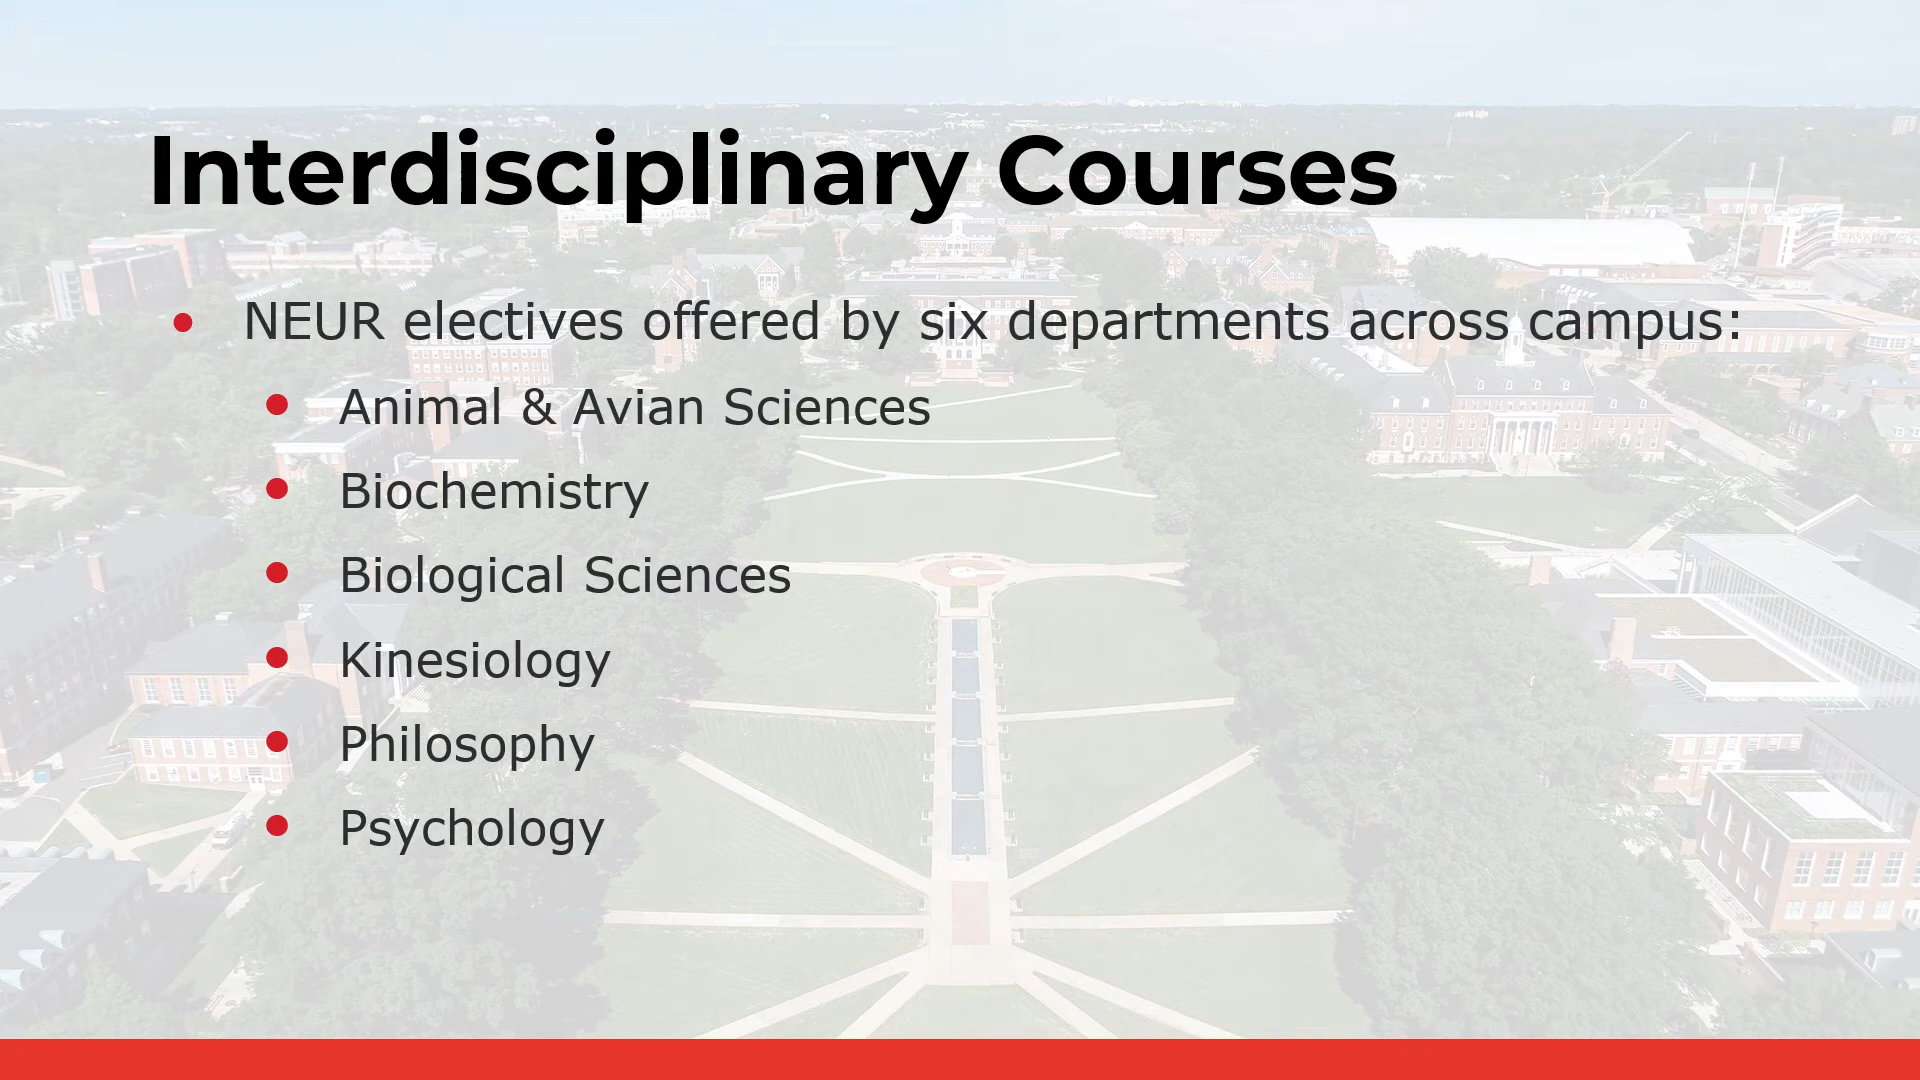 Interdisciplinary Courses
• NEUR electives offered by six departments across campus:
• Animal & Avian Sciences
• Biochemistry
• Biological Sciences
• Kinesiology
• Philosophy
• Psychology